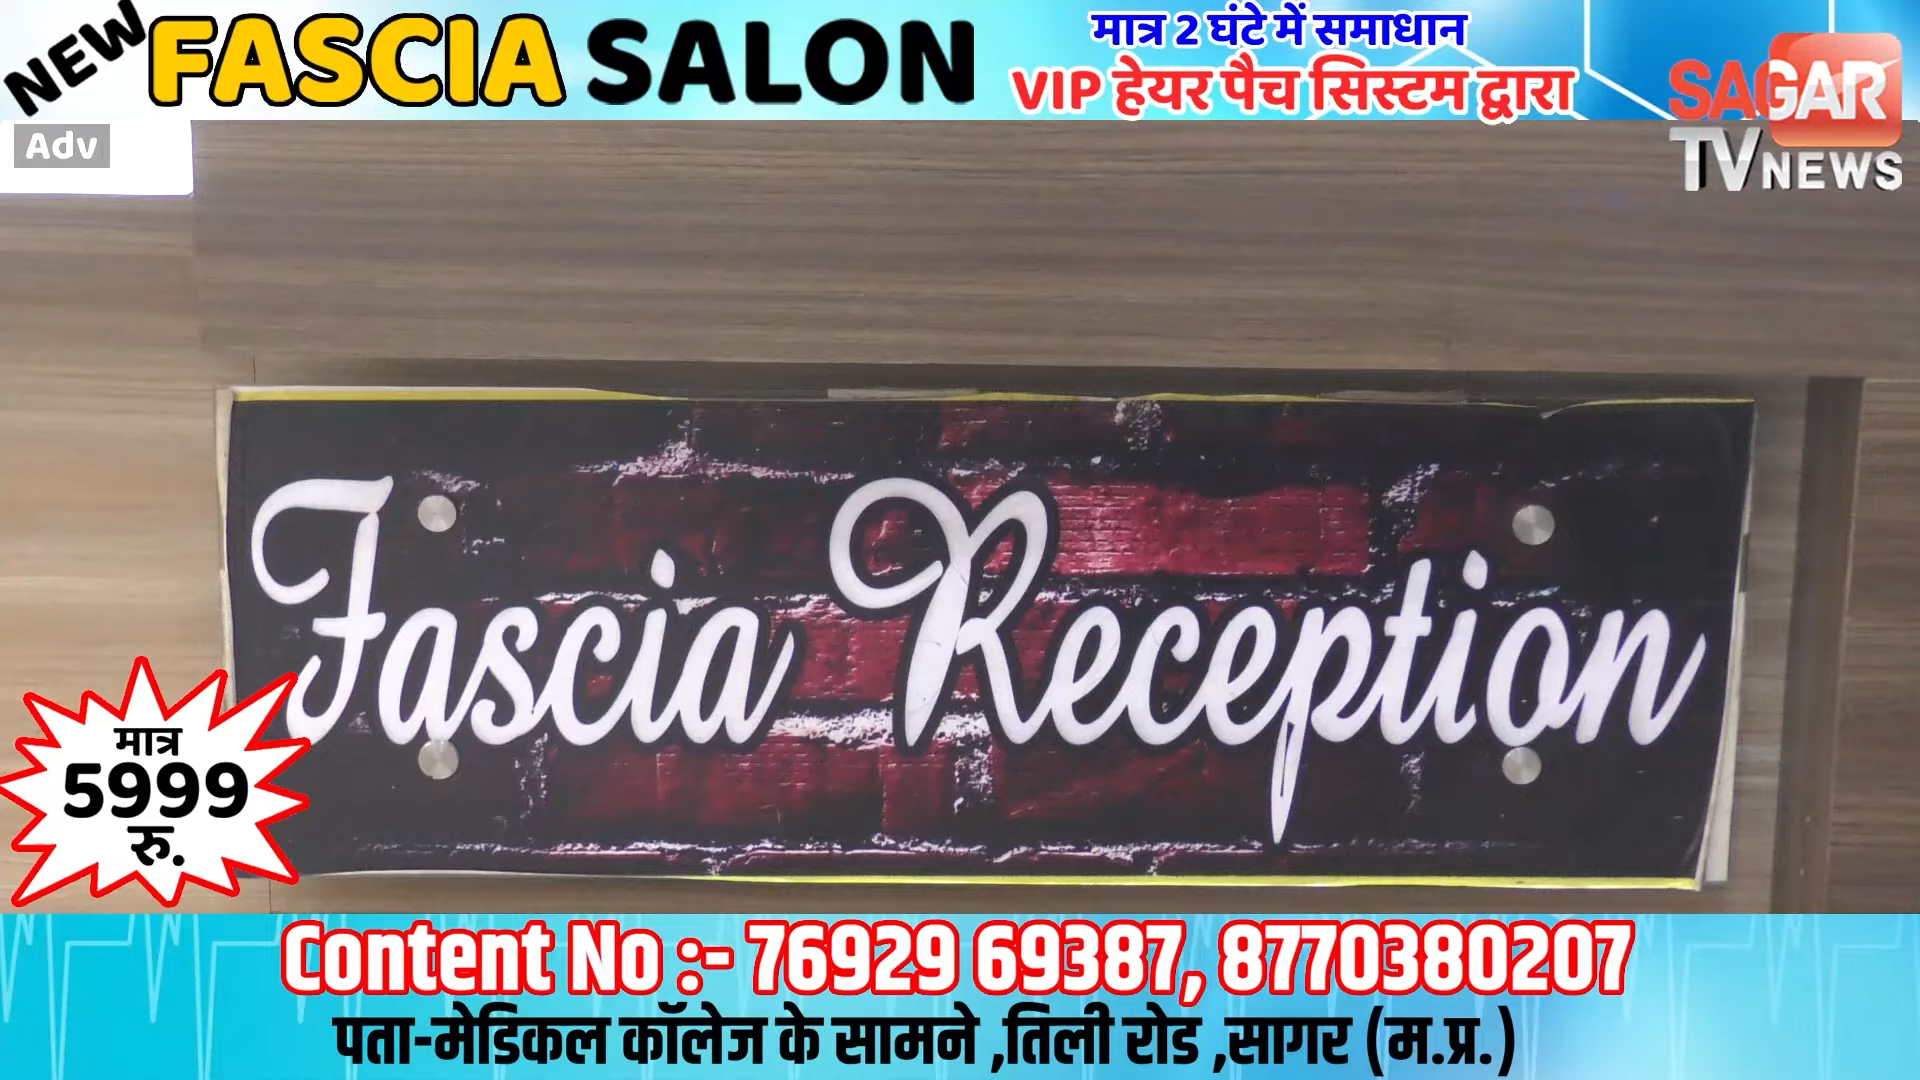 NEW FASCIA SALON
मात्र 2 घंटे में समाधान
VIP हेयर पैच सिस्टम द्वारा
SAGAR
TV NEWS
Adv
Fascia Reception
मात्र
5999
रु.
Content No :- 76929 69387, 8770380207
पता-मेडिकल कॉलेज के सामने ,तिली रोड ,सागर (म.प्र.)